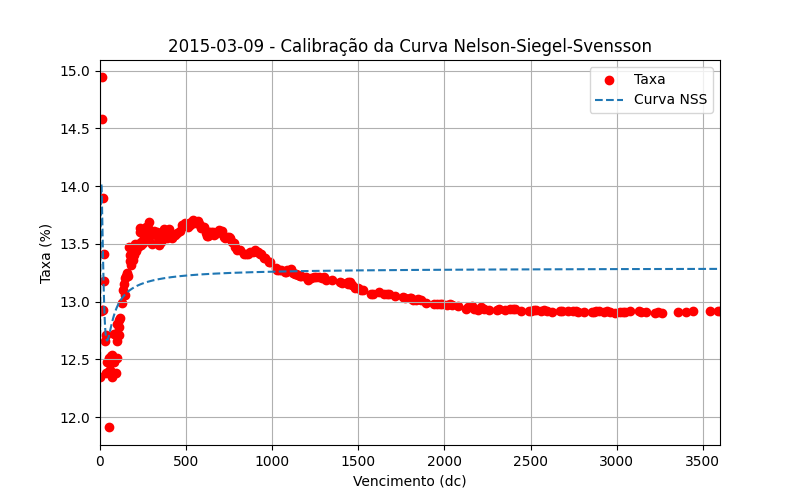 2015-03-09 - Calibração da Curva Nelson-Siegel-Svensson
Taxa
Curva NSS
Taxa (%)
15.0
14.5
14.0
13.5
13.0
12.5
12.0
0 500 1000 1500 2000 2500 3000 3500
Vencimento (dc)